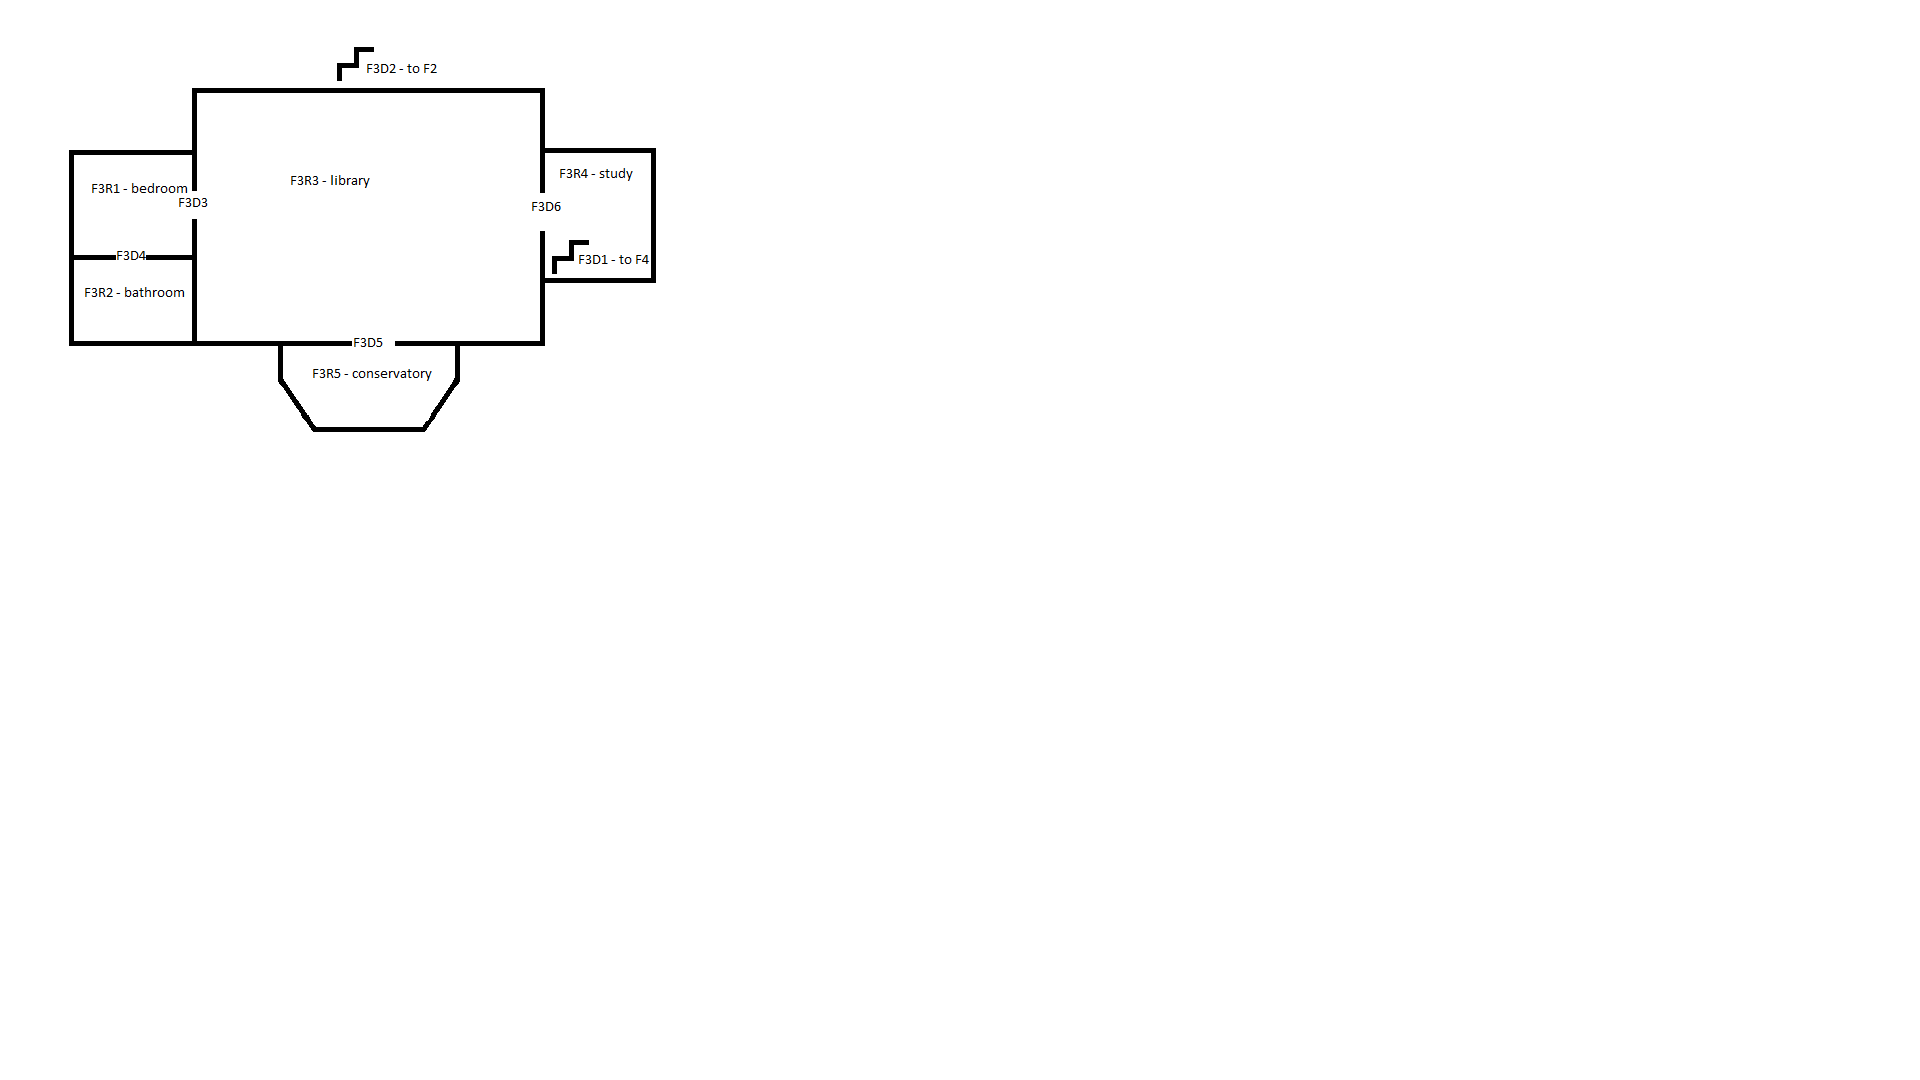 F3D2 - to F2
F3R4 - study
F3R3 - library
F3R1 - bedroom
F3D3
F3D6
F3D4
F3D1 - to F4
F3R2 - bathroom
F3D5
F3R5 - conservatory